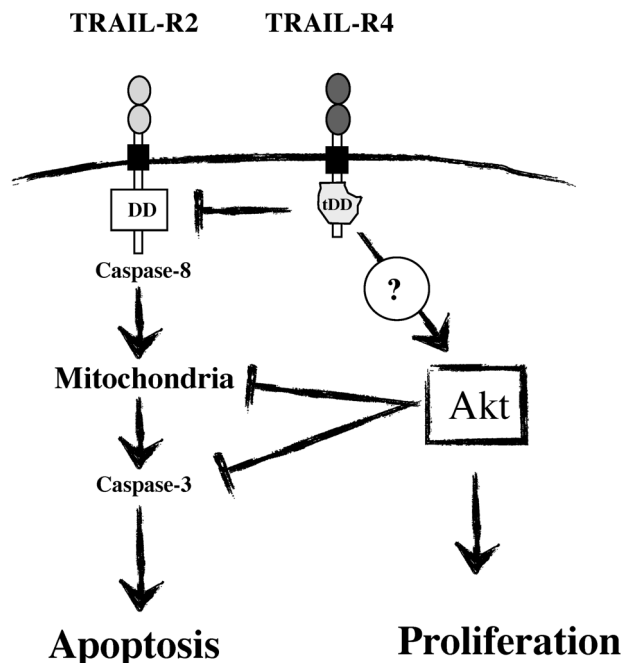 TRAIL-R2 TRAIL-R4
DD tDD
Caspase-8
?
Mitochondria
Akt
Caspase-3
Apoptosis Proliferation